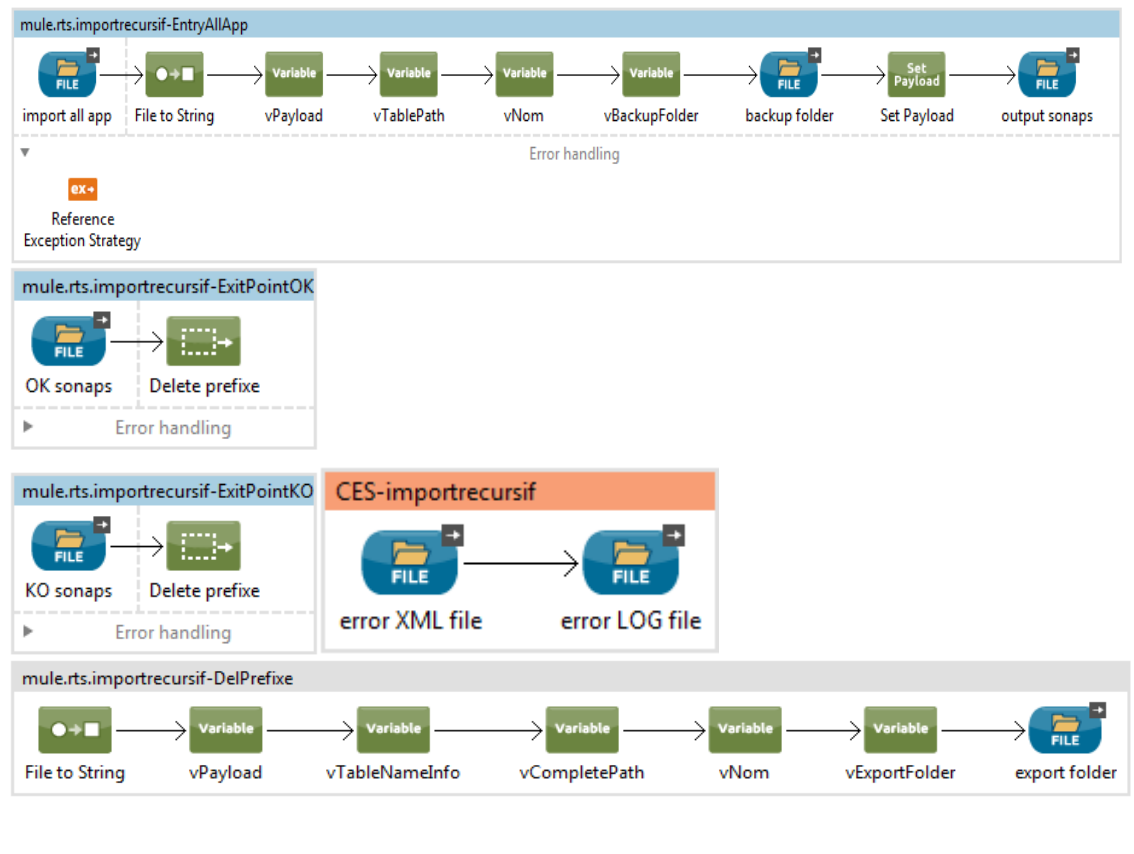 mule.rts.importrecursif-EntryAllApp
FILE Variable Variable Variable Variable FILE Set Payload FILE
import all app File to String vPayload vTablePath vNom vBackupFolder backup folder Set Payload output sonaps
Error handling
ex
Reference
Exception Strategy
mule.rts.importrecursif-ExitPointOK
FILE
OK sonaps Delete prefixe
Error handling
mule.rts.importrecursif-ExitPointKO
FILE
KO sonaps Delete prefixe
Error handling
CES-importrecursif
FILE FILE
error XML file error LOG file
mule.rts.importrecursif-DelPrefixe
Variable Variable Variable Variable Variable FILE
File to String vPayload vTableNameInfo vCompletePath vNom vExportFolder export folder